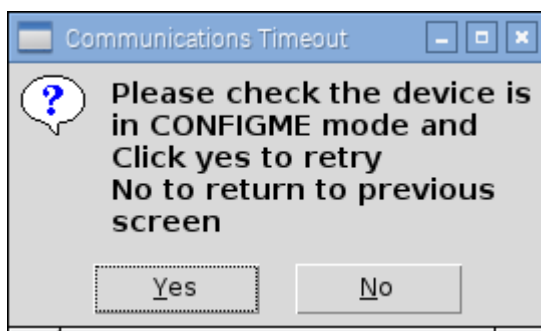 Communications Timeout
Please check the device is
in CONFIGME mode and
Click yes to retry
No to return to previous
screen
Yes
No